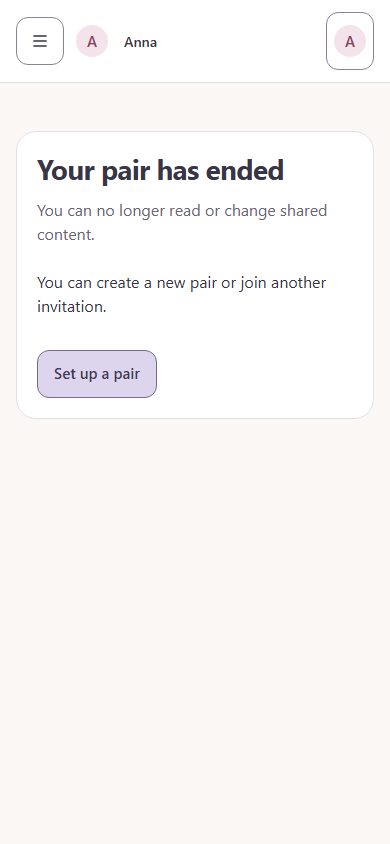 A
Anna
A
Your pair has ended
You can no longer read or change shared
content.
You can create a new pair or join another
invitation.
Set up a pair